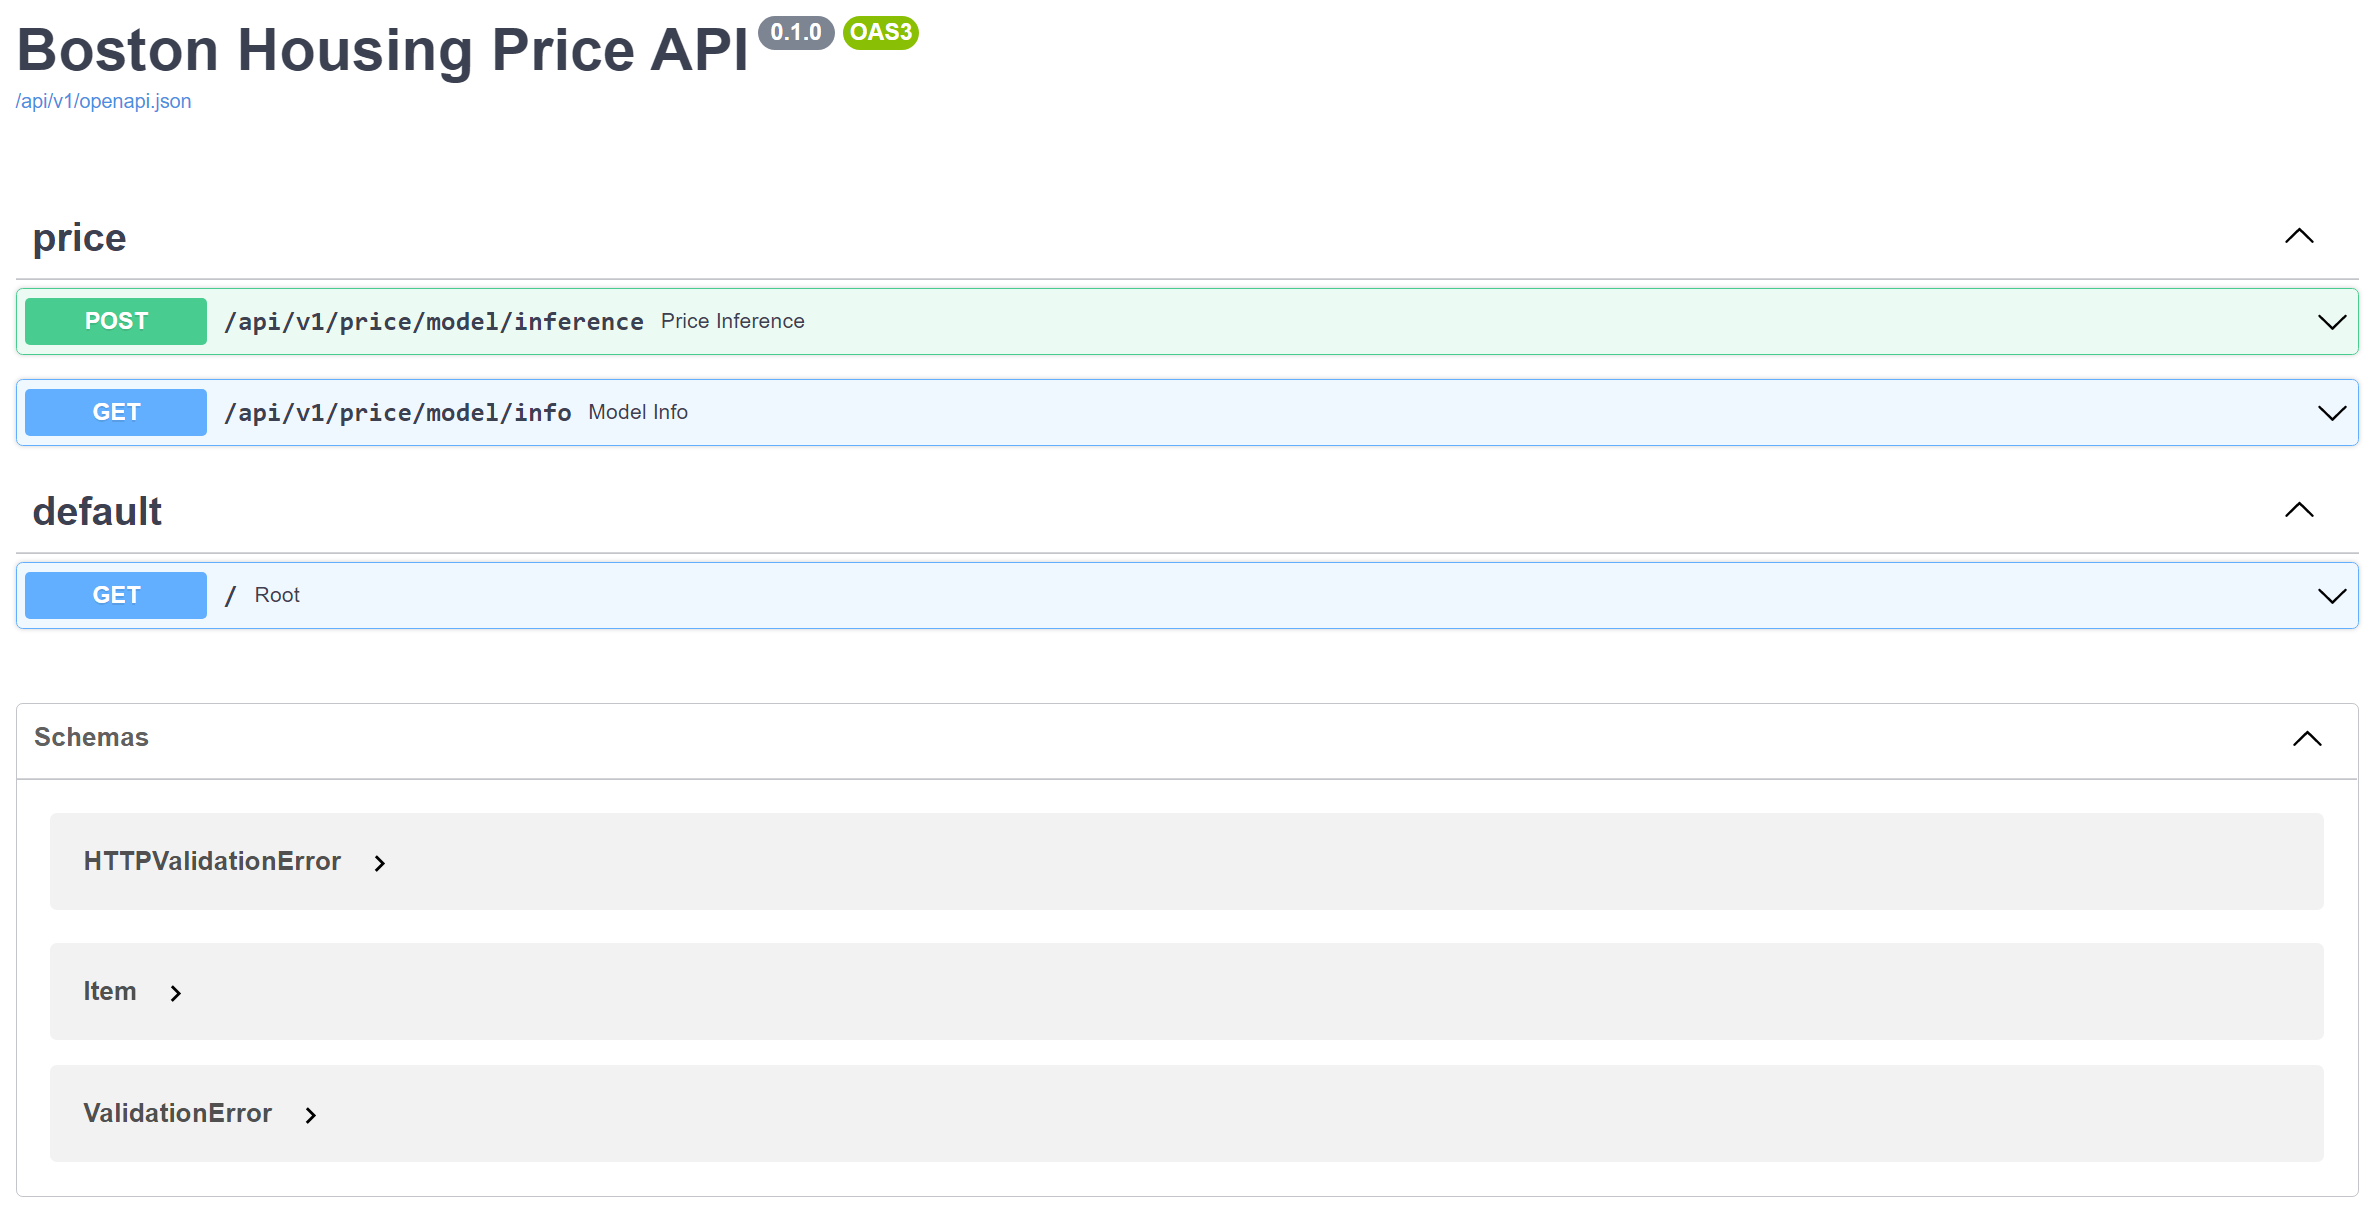 Boston Housing Price API 0.1.0 OAS3
/api/v1/openapi.json
price
POST /api/v1/price/model/inference Price Inference
GET /api/v1/price/model/info Model Info
default
GET / Root
Schemas
HTTPValidationError
Item
ValidationError